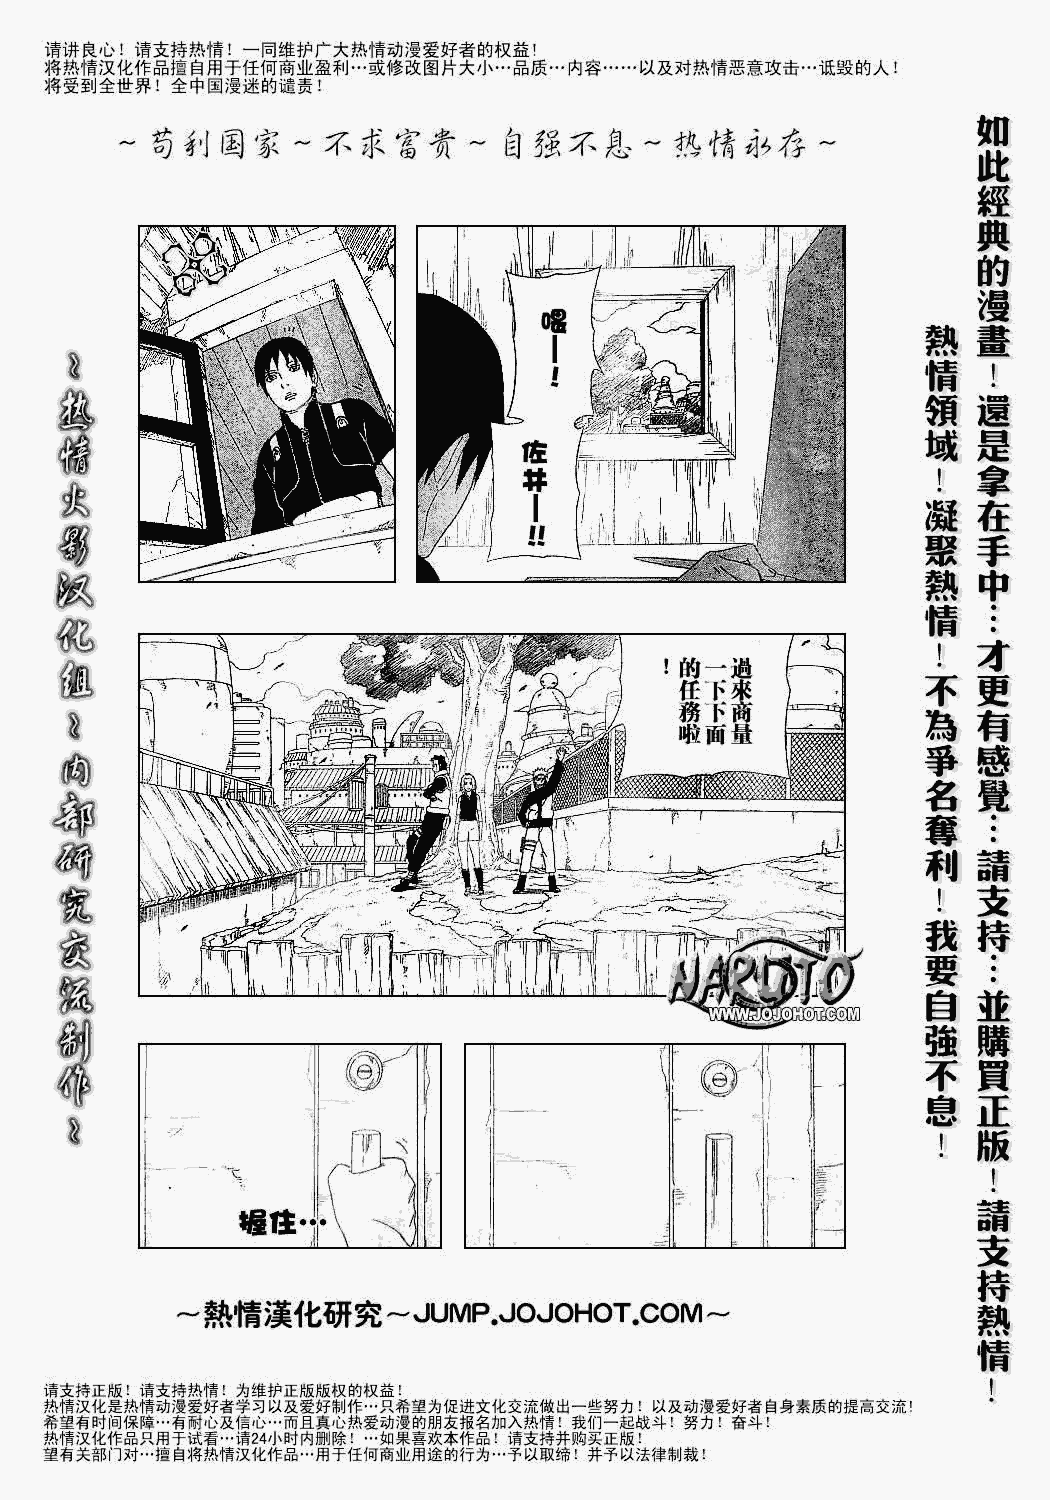 请讲良心！请支持热情！一同维护广大热情动漫爱好者的权益！
将热情汉化作品擅自用于任何商业盈利…或修改图片大小…品质…内容……以及对热情恶意攻击…诋毁的人！
将受到全世界！全中国漫迷的谴责！
～苟利国家～不求富贵～自强不息～热情永存～
如此經典的漫畫！還是拿在手中…才更有感覺…請支持…並購買正版！請支持熱情！
熱情領域！凝聚熱情！不為爭名奪利！我要自強不息！
喂ー！
佐井ー!!
過來商量
一下下面
的任務啦
！
NARUTO
WWW.JOJOHOT.COM
握住…
～热情火影汉化组～内部研究交流制作～
～熱情漢化研究～JUMP.JOJOHOT.COM～
请支持正版！请支持热情！为维护正版版权的权益！
热情汉化是热情动漫爱好者学习以及爱好制作…只希望为促进文化交流做出一些努力！以及动漫爱好者自身素质的提高交流！
希望有时间保障…有耐心及信心…而且真心热爱动漫的朋友报名加入热情！我们一起战斗！努力！奋斗！
热情汉化作品只用于试看…请24小时内删除！…如果喜欢本作品！请支持并购买正版！
望有关部门对…擅自将热情汉化作品…用于任何商业用途的行为…予以取缔！并予以法律制裁！